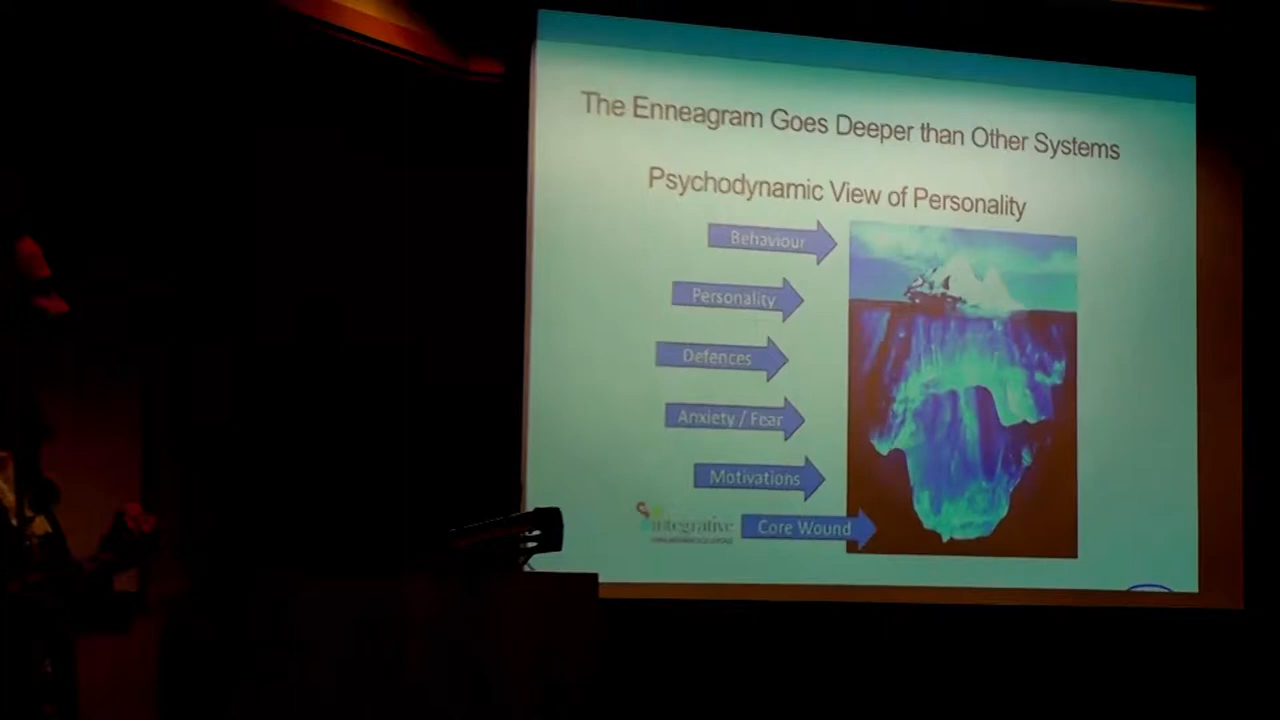 The Enneagram Goes Deeper than Other Systems
Psychodynamic View of Personality
Behaviour
Personality
Defences
Anxiety / Fear
Motivations
Core Wound
integrative